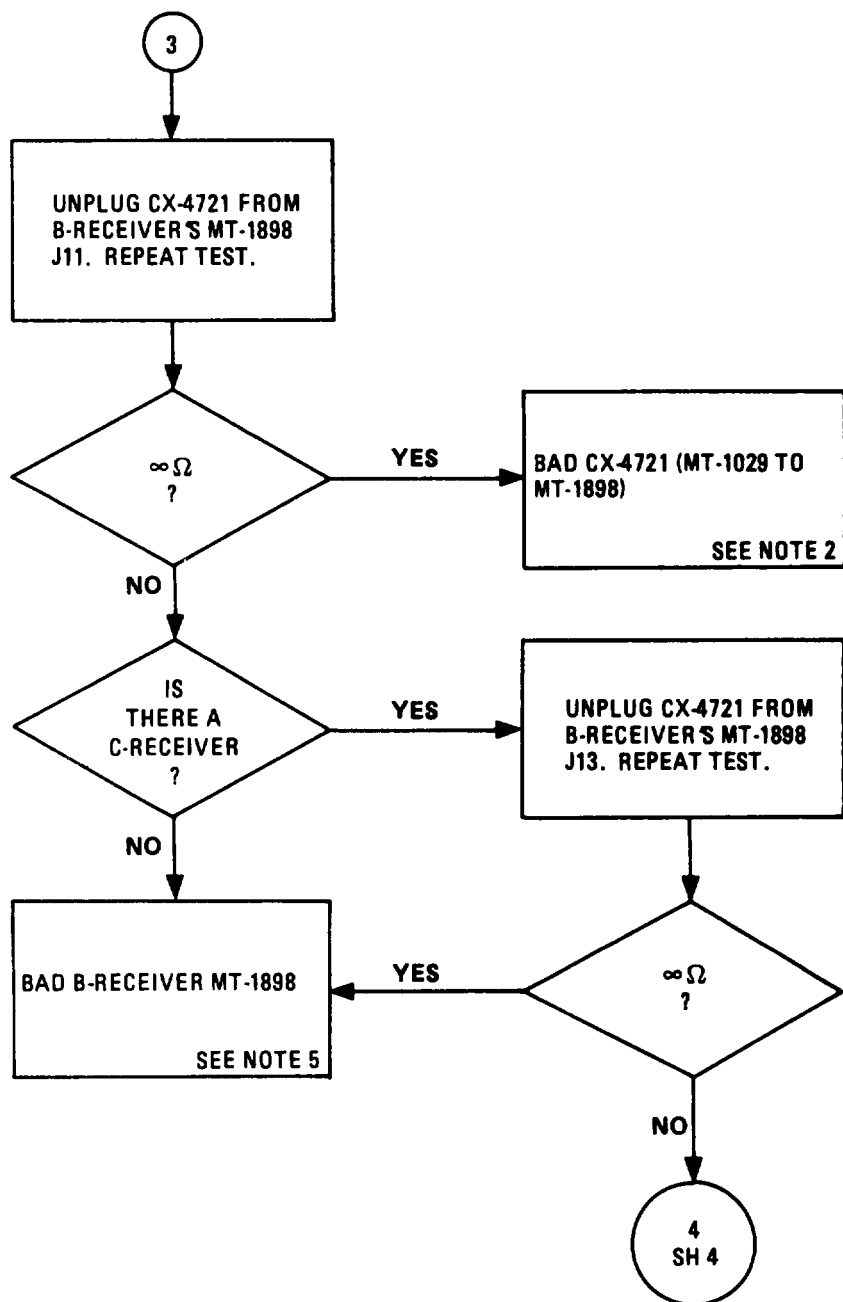 3
UNPLUG CX-4721 FROM
B-RECEIVER'S MT-1898
J11. REPEAT TEST.
∞ Ω
?
YES
BAD CX-4721 (MT-1029 TO
MT-1898)
SEE NOTE 2
NO
IS
THERE A
C-RECEIVER
?
YES
UNPLUG CX-4721 FROM
B-RECEIVER'S MT-1898
J13. REPEAT TEST.
NO
BAD B-RECEIVER MT-1898
SEE NOTE 5
YES
∞ Ω
?
NO
4
SH 4